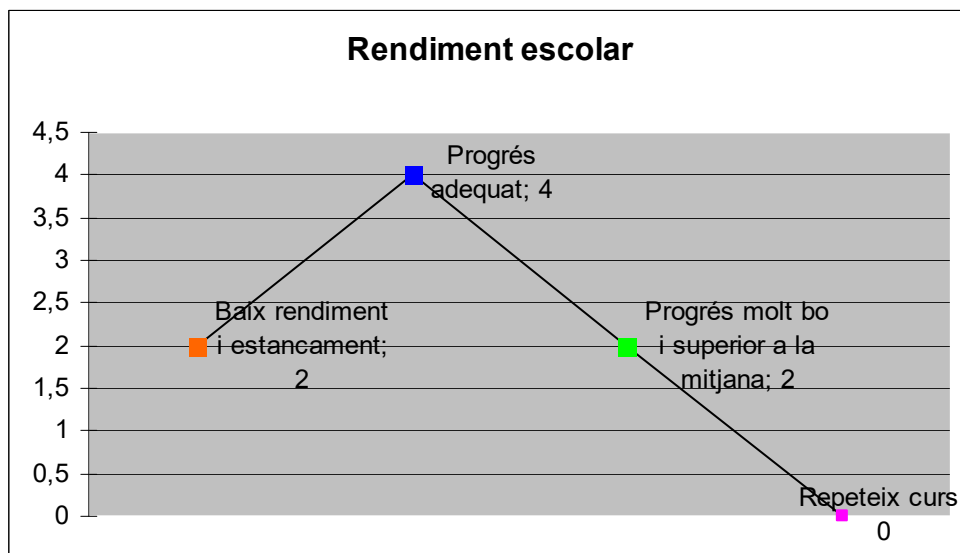 Rendiment escolar
4,5
4
3,5
3
2,5
2
1,5
1
0,5
0
Progrés
adequat; 4
Baix rendiment
i estancament;
2
Progrés molt bo
i superior a la
mitjana; 2
Repeteix curs
0